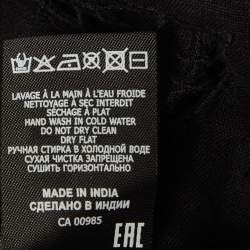 LAVAGE À LA MAIN À L'EAU FROIDE
NETTOYAGE À SEC INTERDIT
SÉCHAGE À PLAT
HAND WASH IN COLD WATER
DO NOT DRY CLEAN
DRY FLAT
РУЧНАЯ СТИРКА В ХОЛОДНОЙ ВОДЕ
СУХАЯ ЧИСТКА ЗАПРЕЩЕНА
СУШИТЬ ГОРИЗОНТАЛЬНО
MADE IN INDIA
СДЕЛАНО В ИНДИИ
CA 00985
EAC